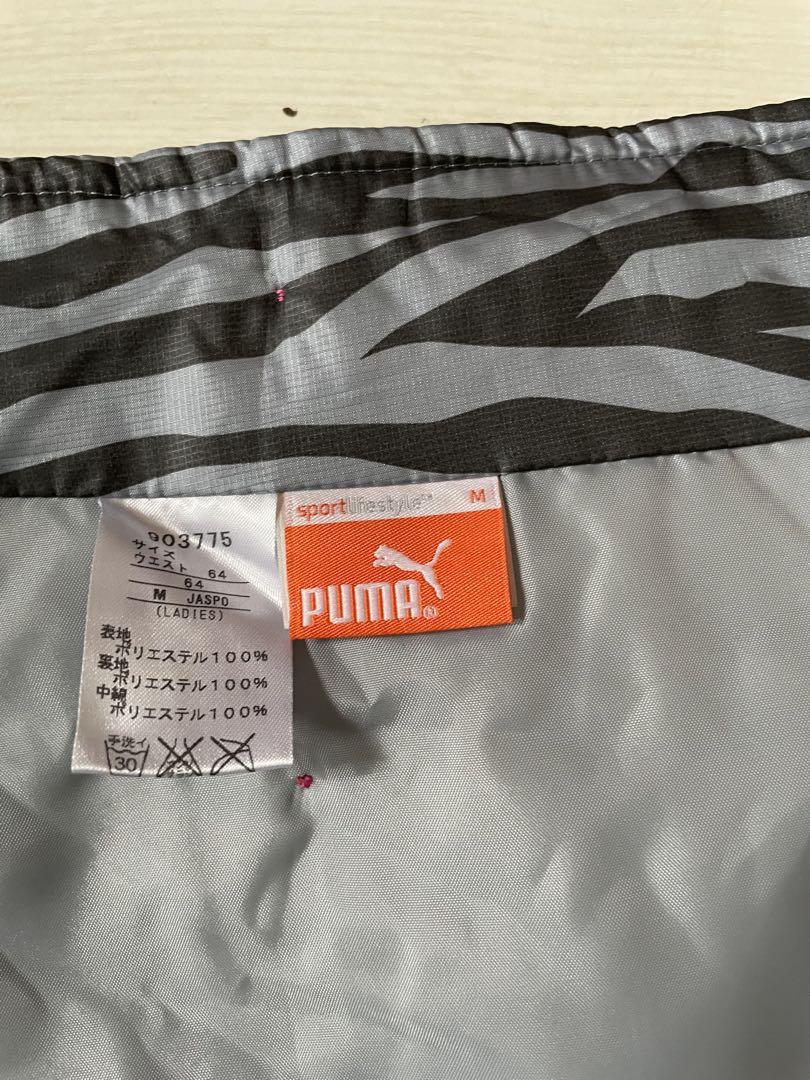 903775
サイズ
ウエスト 64
64
M JASPO
(LADIES)
表地
ポリエステル100%
裏地
ポリエステル100%
中綿
ポリエステル100%
手洗イ
30
sportlifestyle™ M
PUMA®